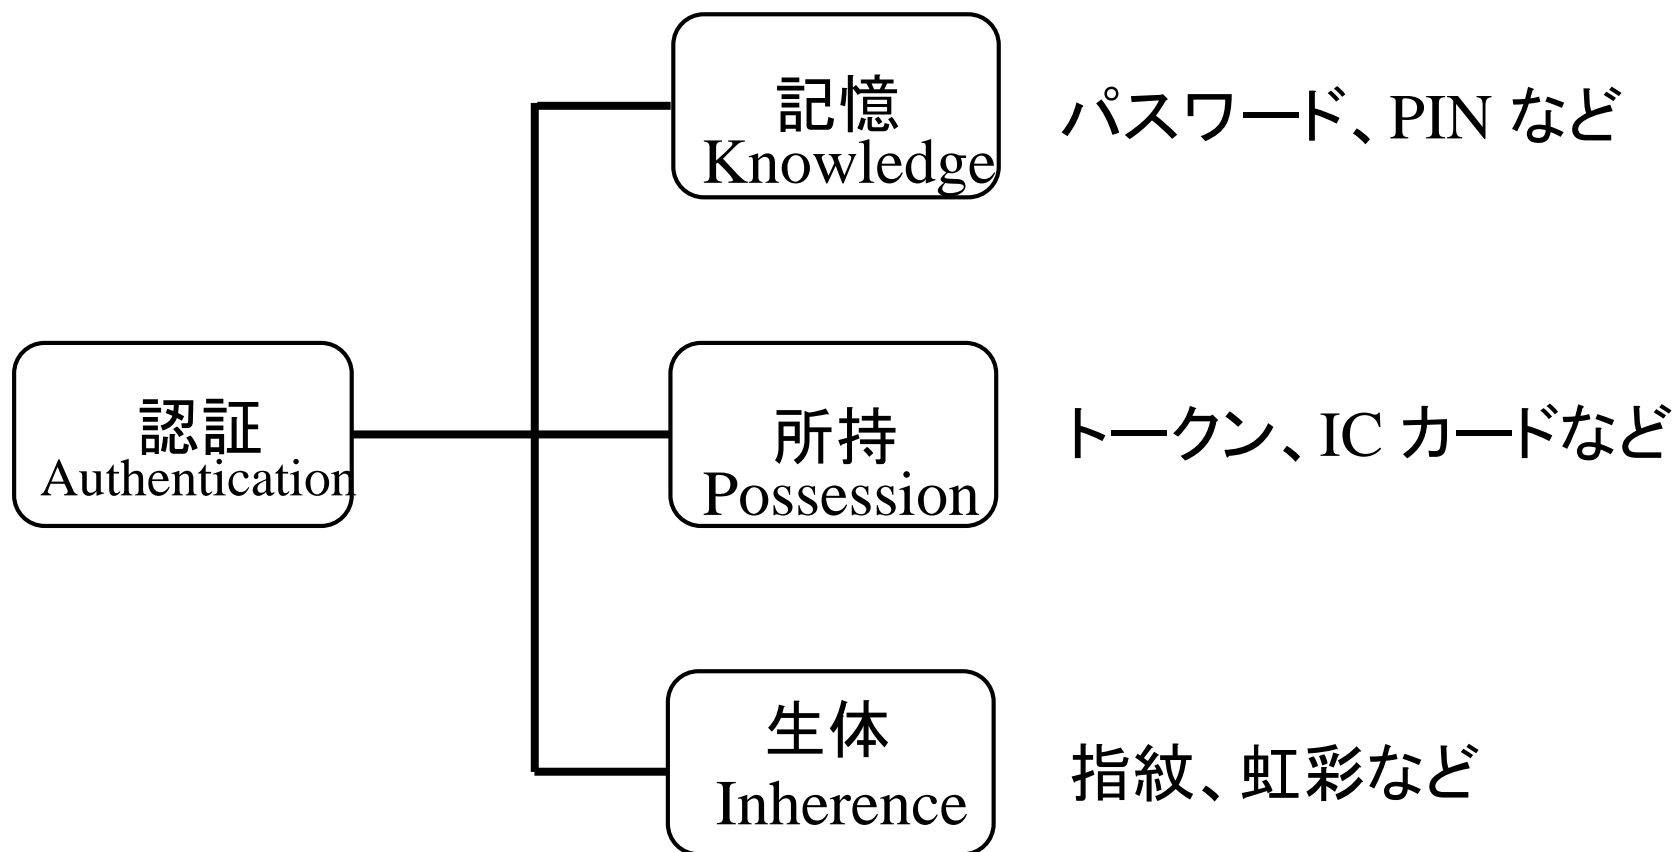 記憶
Knowledge
パスワード、PIN など
認証
Authentication
所持
Possession
トークン、IC カードなど
生体
Inherence
指紋、虹彩など